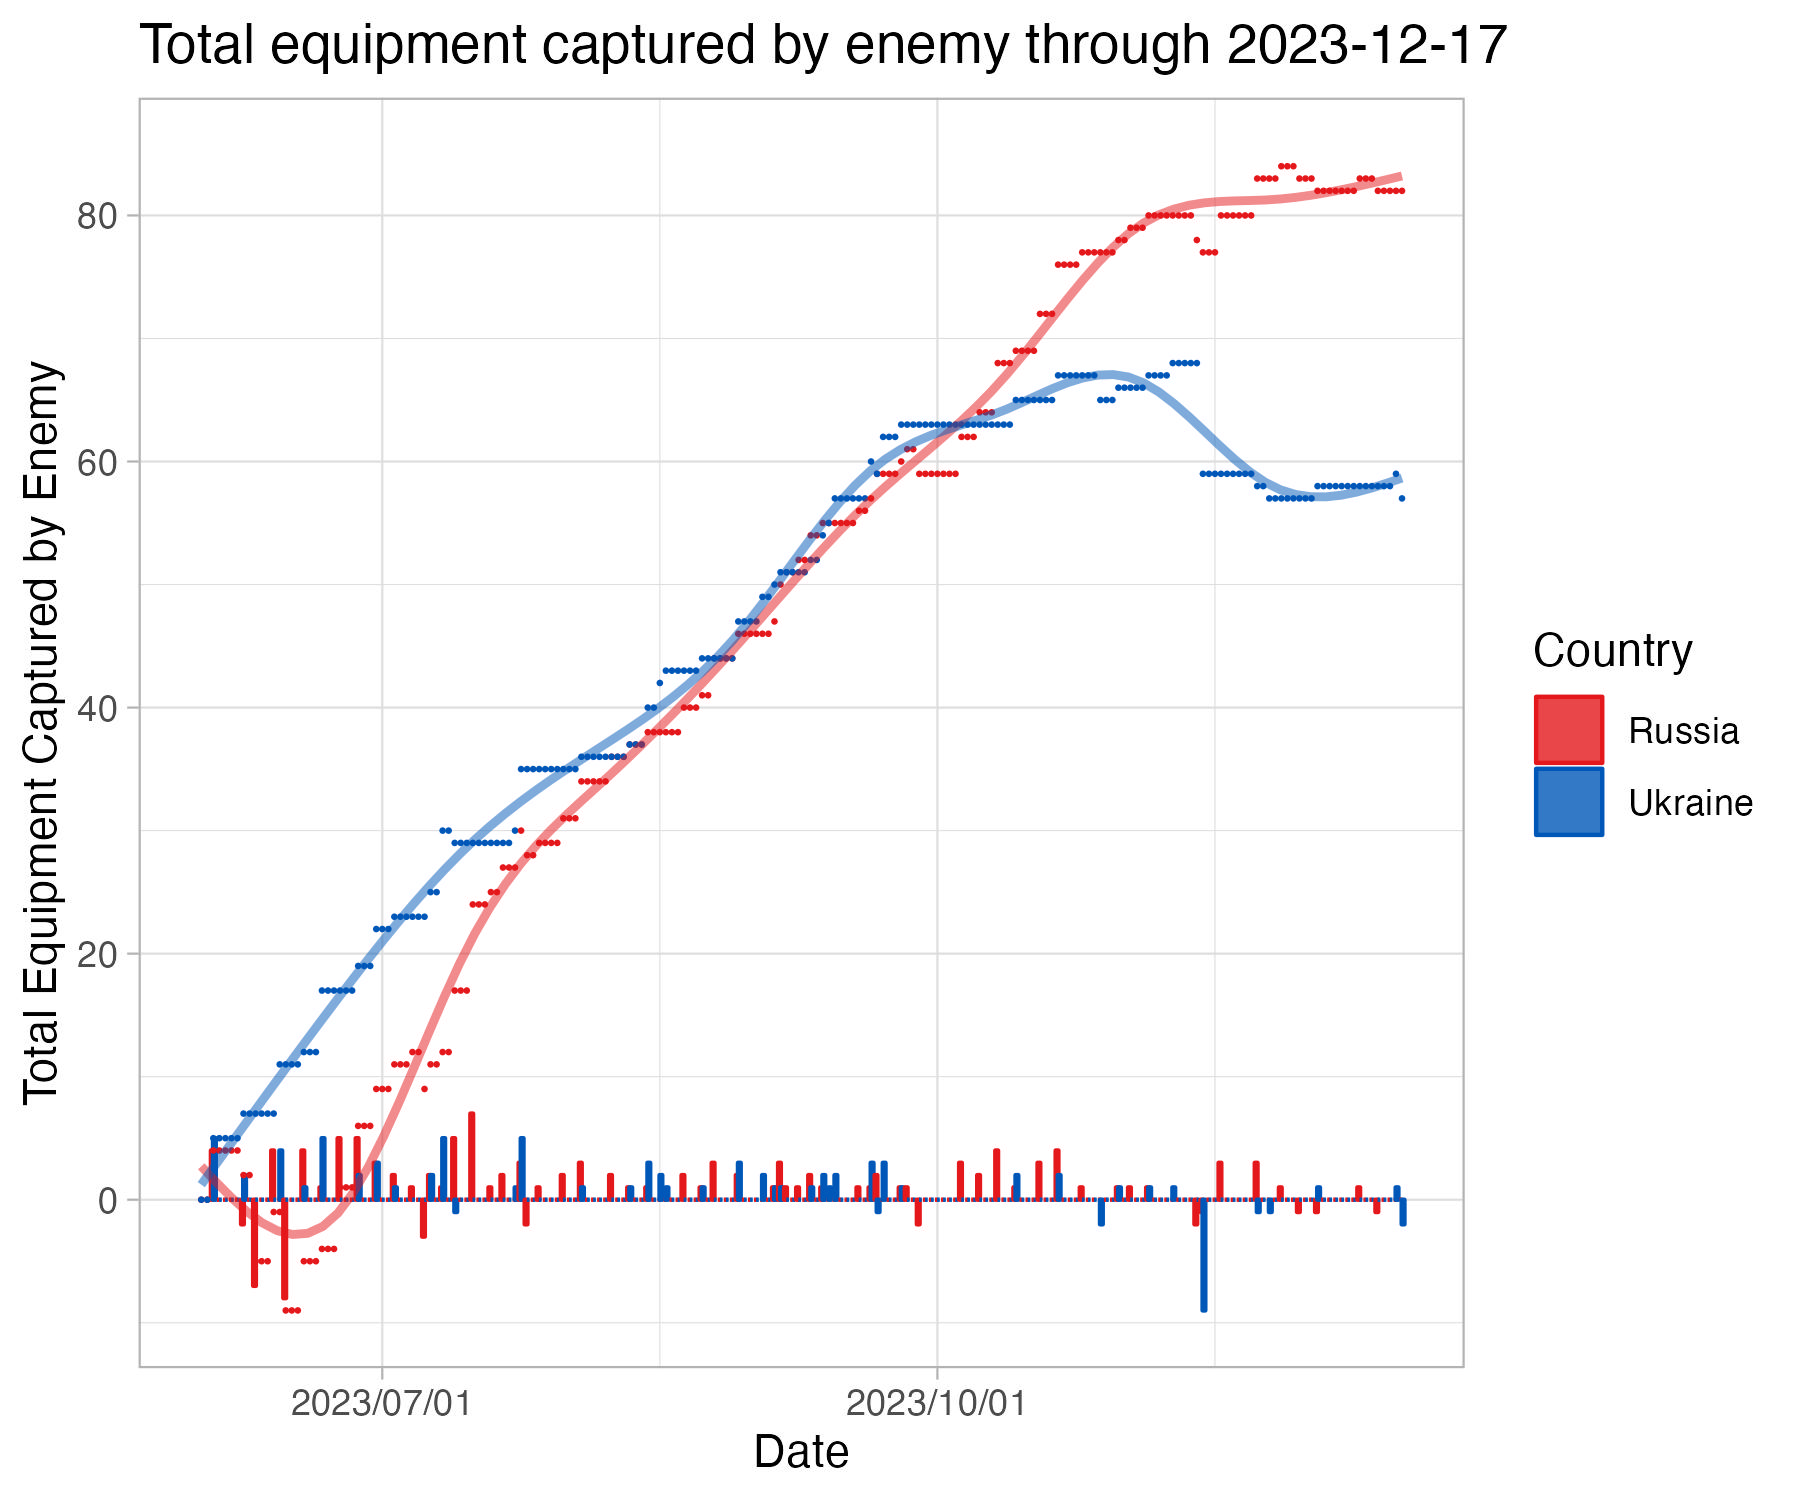 Total equipment captured by enemy through 2023-12-17
Total Equipment Captured by Enemy
80
60
40
20
0
2023/07/01
2023/10/01
Date
Country
Russia
Ukraine